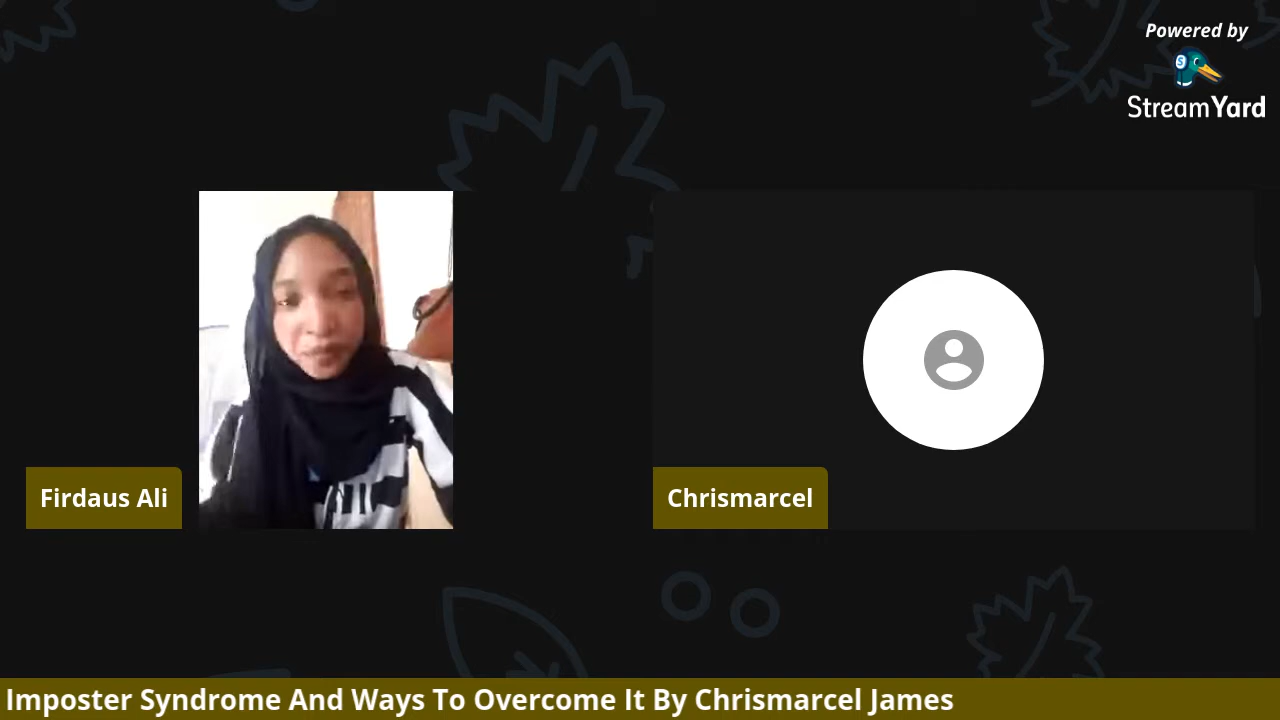 Powered by
StreamYard
Firdaus Ali
Chrismarcel
Imposter Syndrome And Ways To Overcome It By Chrismarcel James